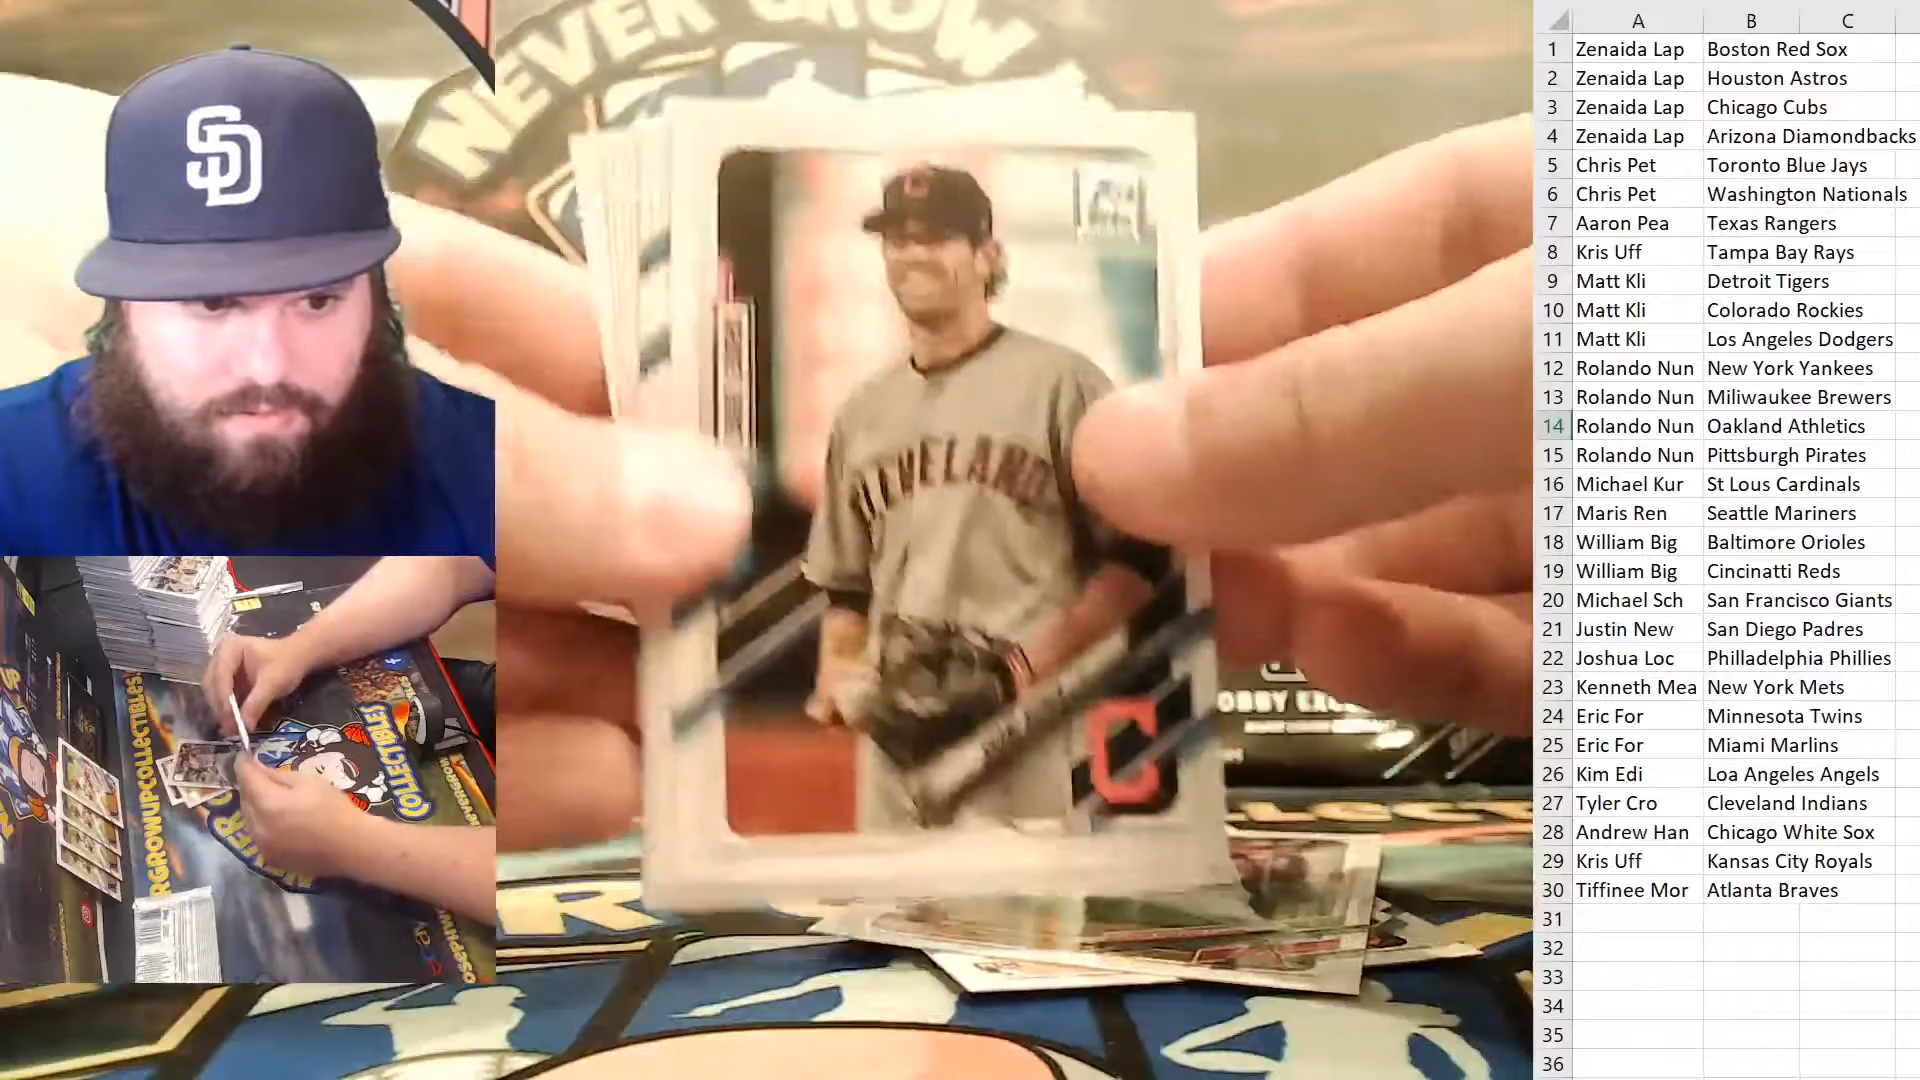 NEVER GROW
SD
CLEVELAND
C
OBBY EXC
RGROWUPCOLLECTIBLES.
COLLECTIBLES
UP
A B C
1 Zenaida Lap Boston Red Sox
2 Zenaida Lap Houston Astros
3 Zenaida Lap Chicago Cubs
4 Zenaida Lap Arizona Diamondbacks
5 Chris Pet Toronto Blue Jays
6 Chris Pet Washington Nationals
7 Aaron Pea Texas Rangers
8 Kris Uff Tampa Bay Rays
9 Matt Kli Detroit Tigers
10 Matt Kli Colorado Rockies
11 Matt Kli Los Angeles Dodgers
12 Rolando Nun New York Yankees
13 Rolando Nun Miliwaukee Brewers
14 Rolando Nun Oakland Athletics
15 Rolando Nun Pittsburgh Pirates
16 Michael Kur St Lous Cardinals
17 Maris Ren Seattle Mariners
18 William Big Baltimore Orioles
19 William Big Cincinatti Reds
20 Michael Sch San Francisco Giants
21 Justin New San Diego Padres
22 Joshua Loc Philladelphia Phillies
23 Kenneth Mea New York Mets
24 Eric For Minnesota Twins
25 Eric For Miami Marlins
26 Kim Edi Loa Angeles Angels
27 Tyler Cro Cleveland Indians
28 Andrew Han Chicago White Sox
29 Kris Uff Kansas City Royals
30 Tiffinee Mor Atlanta Braves
31
32
33
34
35
36